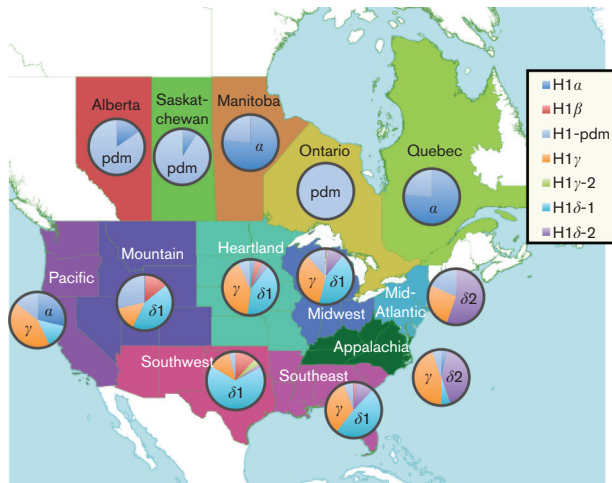 Alberta
Saskat-
chewan
Manitoba
Ontario
Quebec
pdm
pdm
α
pdm
α
H1α
H1β
H1-pdm
H1γ
H1γ-2
H1δ-1
H1δ-2
Pacific
Mountain
Heartland
Midwest
Mid-
Atlantic
Appalachia
Southwest
Southeast
γ
α
δ1
γ
δ1
γ
δ1
δ2
δ1
γ
δ1
γ
δ2